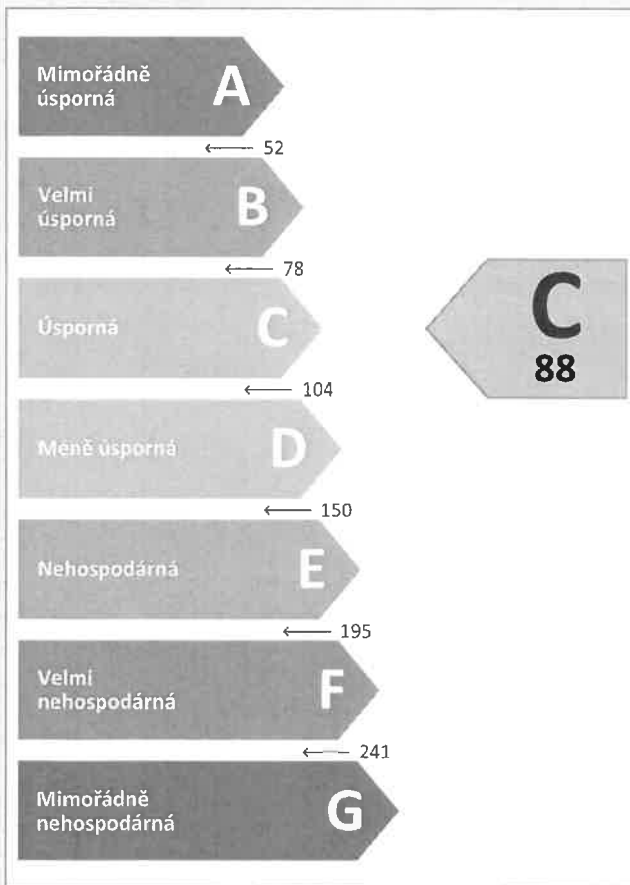 Mimořádně
úsporná
A
← 52
Velmi
úsporná
B
← 78
Úsporná
C
← 104
Méně úsporná
D
← 150
Nehospodárná
E
← 195
Velmi
nehospodárná
F
← 241
Mimořádně
nehospodárná
G
C
88